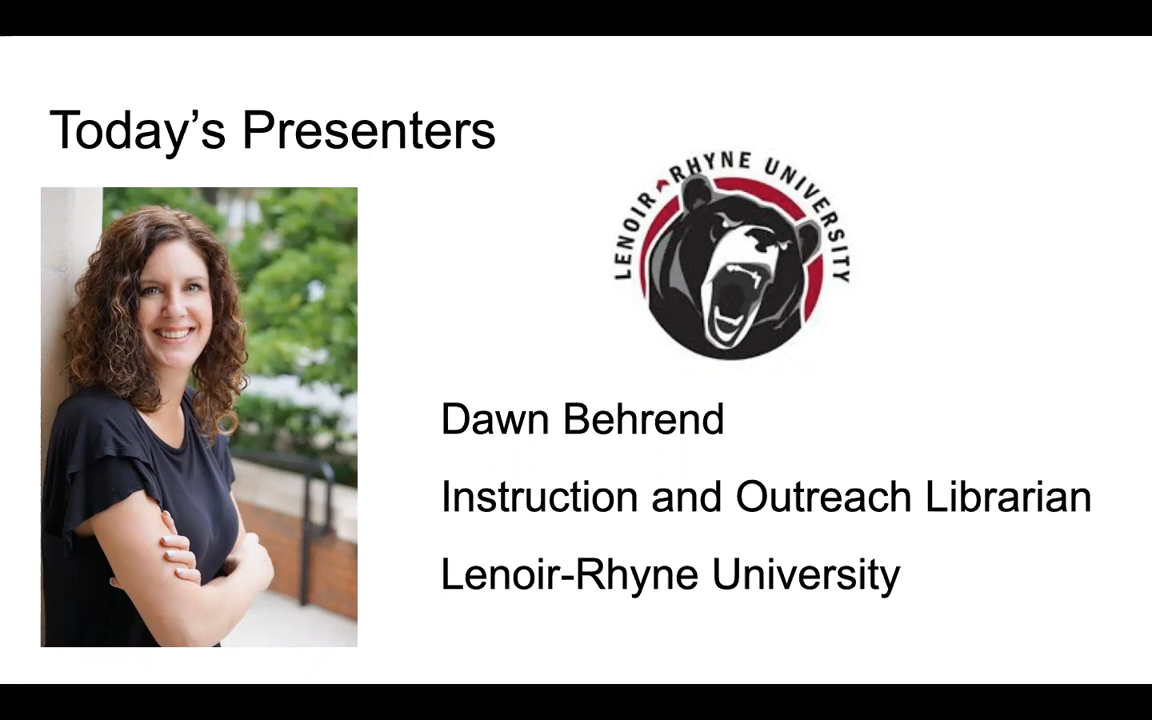 Today’s Presenters
LENOIR RHYNE UNIVERSITY
Dawn Behrend
Instruction and Outreach Librarian
Lenoir-Rhyne University